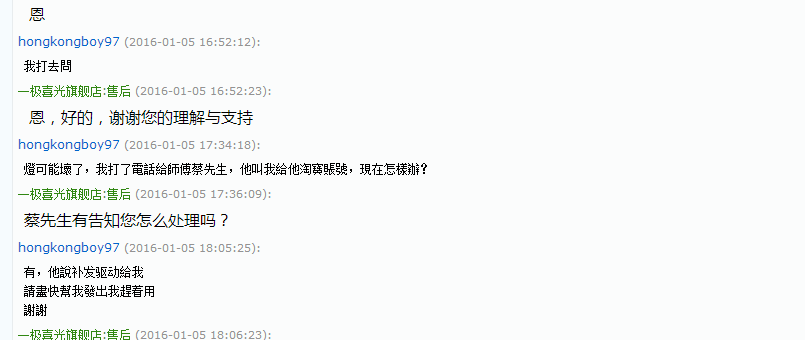 恩
hongkongboy97 (2016-01-05 16:52:12):
我打去問
一极喜光旗舰店:售后 (2016-01-05 16:52:23):
恩，好的，谢谢您的理解与支持
hongkongboy97 (2016-01-05 17:34:18):
燈可能壞了，我打了電話給師傅蔡先生，他叫我給他淘寶賬號，現在怎樣辦？
一极喜光旗舰店:售后 (2016-01-05 17:36:09):
蔡先生有告知您怎么处理吗？
hongkongboy97 (2016-01-05 18:05:25):
有，他說补发驱动給我
請盡快幫我發出我趕着用
謝謝
一极喜光旗舰店:售后 (2016-01-05 18:06:23):